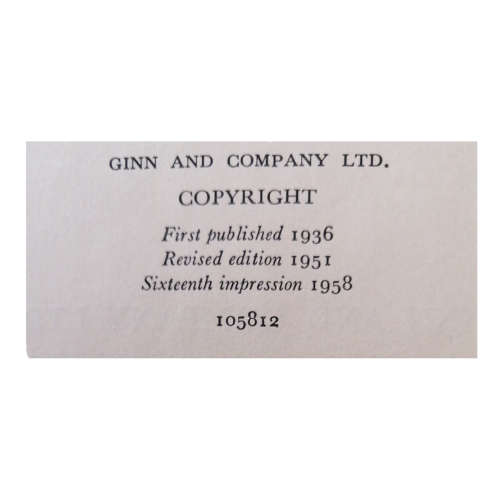 GINN AND COMPANY LTD.
COPYRIGHT
First published 1936
Revised edition 1951
Sixteenth impression 1958
105812